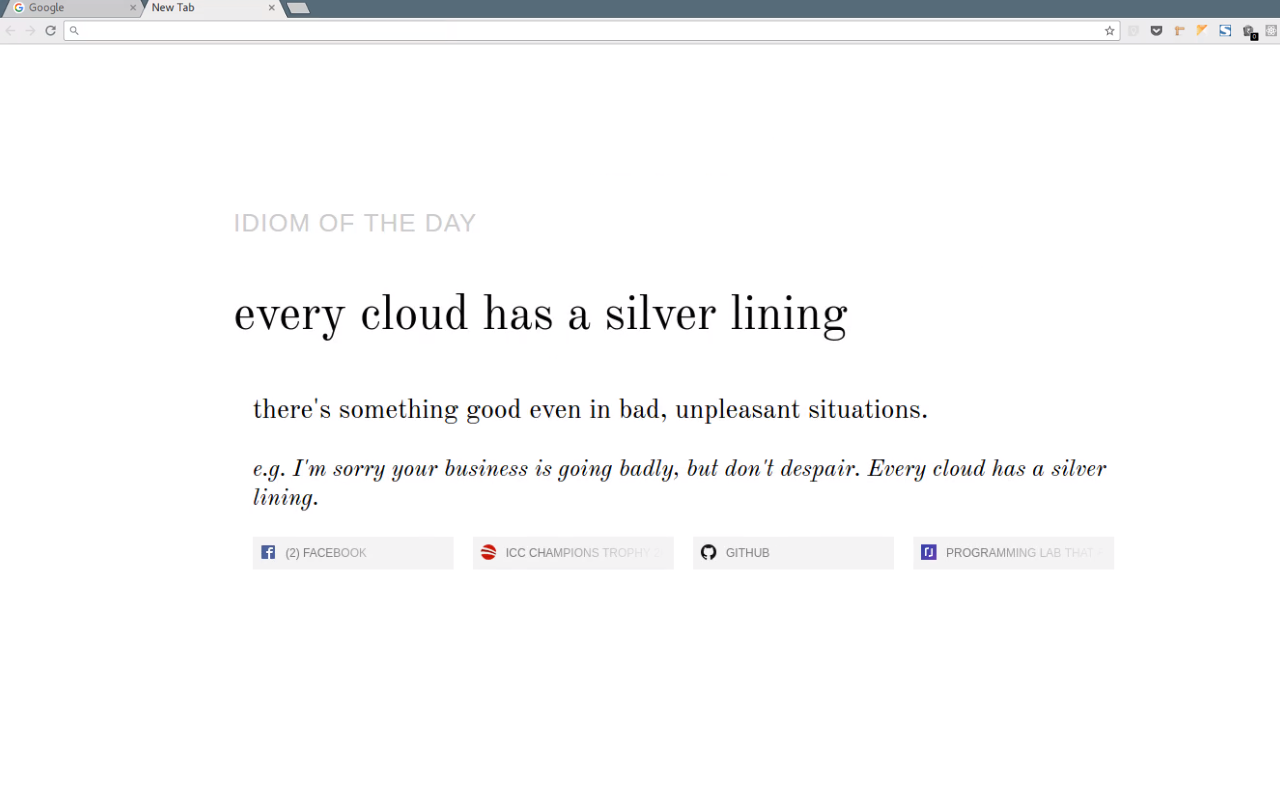 Google
New Tab
IDIOM OF THE DAY
every cloud has a silver lining
there's something good even in bad, unpleasant situations.
e.g. I'm sorry your business is going badly, but don't despair. Every cloud has a silver
lining.
(2) FACEBOOK
ICC CHAMPIONS TROPHY
GITHUB
PROGRAMMING LAB THAT
0